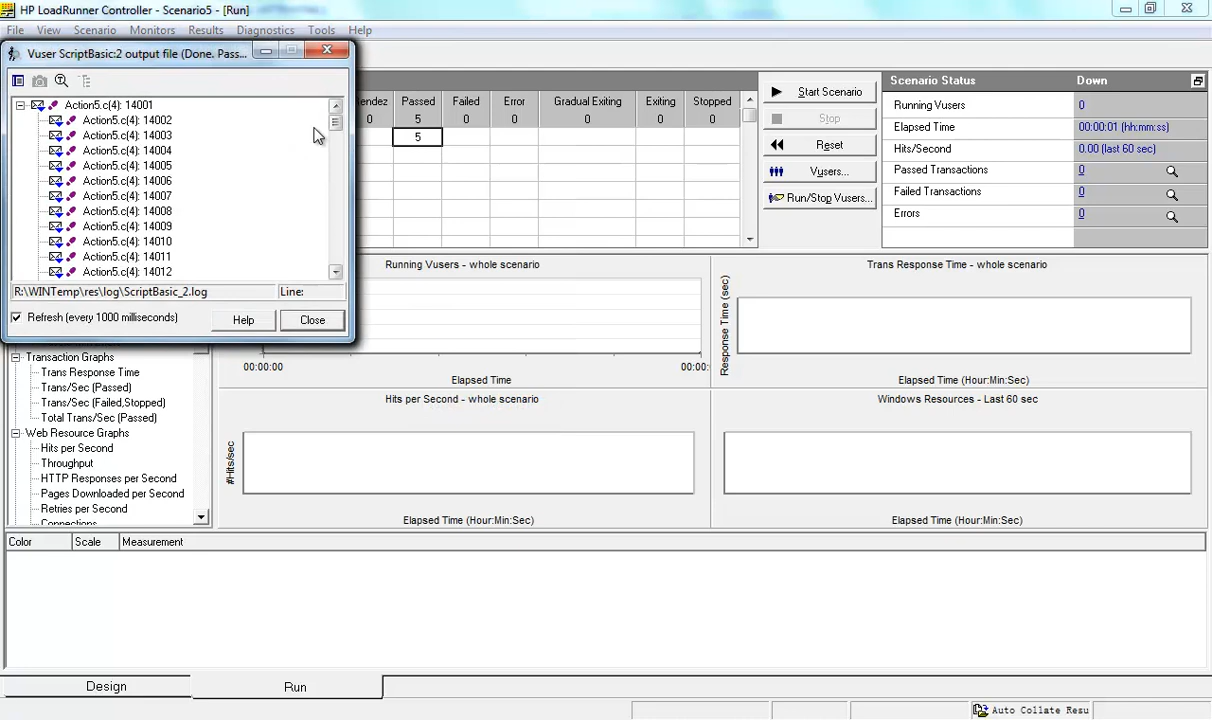 HP LoadRunner Controller - Scenario5 - [Run]
File View Scenario Monitors Results Diagnostics Tools Help
Vuser ScriptBasic:2 output file (Done. Pass...
Action5.c(4): 14001
Action5.c(4): 14002
Action5.c(4): 14003
Action5.c(4): 14004
Action5.c(4): 14005
Action5.c(4): 14006
Action5.c(4): 14007
Action5.c(4): 14008
Action5.c(4): 14009
Action5.c(4): 14010
Action5.c(4): 14011
Action5.c(4): 14012
R:\WINTemp\res\log\ScriptBasic_2.log Line:
Refresh (every 1000 milliseconds) Help Close
endez Passed Failed Error Gradual Exiting Exiting Stopped
0 5 0 0 0 0 0
5
Start Scenario
Stop
Reset
Vusers...
Run/Stop Vusers...
Scenario Status Down
Running Vusers 0
Elapsed Time 00:00:01 (hh:mm:ss)
Hits/Second 0.00 (last 60 sec)
Passed Transactions 0
Failed Transactions 0
Errors 0
Transaction Graphs
Trans Response Time
Trans/Sec (Passed)
Trans/Sec (Failed,Stopped)
Total Trans/Sec (Passed)
Web Resource Graphs
Hits per Second
Throughput
HTTP Responses per Second
Pages Downloaded per Second
Retries per Second
Connections
Running Vusers - whole scenario
00:00:00 00:00:
Elapsed Time
Trans Response Time - whole scenario
Response Time (sec)
Elapsed Time (Hour:Min:Sec)
Hits per Second - whole scenario
#Hits/sec
Elapsed Time (Hour:Min:Sec)
Windows Resources - Last 60 sec
Elapsed Time (Hour:Min:Sec)
Color Scale Measurement
Design Run
Auto Collate Resu